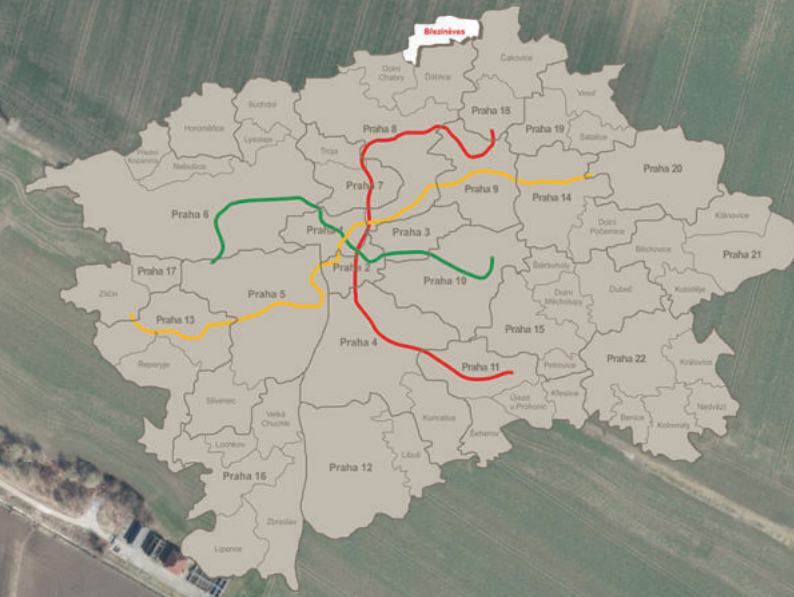 Březiněves
Čakovice
Dolní
Chabry
Ďáblice
Vinoř
Suchdol
Praha 18
Horoměřice
Praha 8
Praha 19
Satalice
Lysolaje
Přední
Kopanina
Troja
Nebušice
Praha 20
Praha 7
Praha 9
Praha 14
Praha 6
Klánovice
Praha 1
Praha 3
Dolní
Počernice
Běchovice
Praha 21
Praha 2
Štěrboholy
Praha 17
Praha 10
Zličín
Praha 5
Dolní
Měcholupy
Dubeč
Koloděje
Praha 13
Praha 15
Praha 4
Praha 22
Královice
Řeporyje
Praha 11
Petrovice
Slivenec
Újezd
u Průhonic
Křeslice
Nedvězí
Velká
Chuchle
Kunratice
Benice
Kolovraty
Šeberov
Lochkov
Libuš
Praha 16
Praha 12
Zbraslav
Lipence